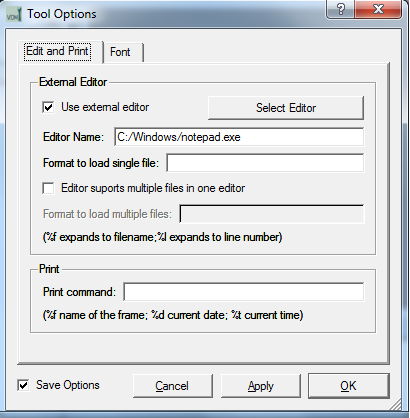 VDM
Tool Options
Edit and Print
Font
External Editor
Use external editor
Select Editor
Editor Name: C:/Windows/notepad.exe
Format to load single file:
Editor suports multiple files in one editor
Format to load multiple files:
(%f expands to filename;%l expands to line number)
Print
Print command:
(%f name of the frame; %d current date; %t current time)
Save Options
Cancel
Apply
OK